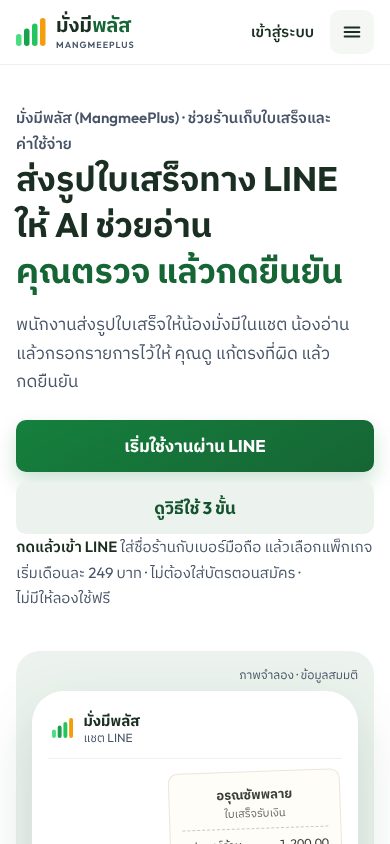 มั่งมีพลัส
MANGMEEPLUS
เข้าสู่ระบบ
มั่งมีพลัส (MangmeePlus) · ช่วยร้านเก็บใบเสร็จและ
ค่าใช้จ่าย
ส่งรูปใบเสร็จทาง LINE
ให้ AI ช่วยอ่าน
คุณตรวจ แล้วกดยืนยัน
พนักงานส่งรูปใบเสร็จให้น้องมั่งมีในแชต น้องอ่าน
แล้วกรอกรายการไว้ให้ คุณดู แก้ตรงที่ผิด แล้ว
กดยืนยัน
เริ่มใช้งานผ่าน LINE
ดูวิธีใช้ 3 ขั้น
กดแล้วเข้า LINE ใส่ชื่อร้านกับเบอร์มือถือ แล้วเลือกแพ็กเกจ
เริ่มเดือนละ 249 บาท · ไม่ต้องใส่บัตรตอนสมัคร ·
ไม่มีให้ลองใช้ฟรี
ภาพจำลอง · ข้อมูลสมมติ
มั่งมีพลัส
แชต LINE
อรุณซัพพลาย
ใบเสร็จรับเงิน
1,200.00